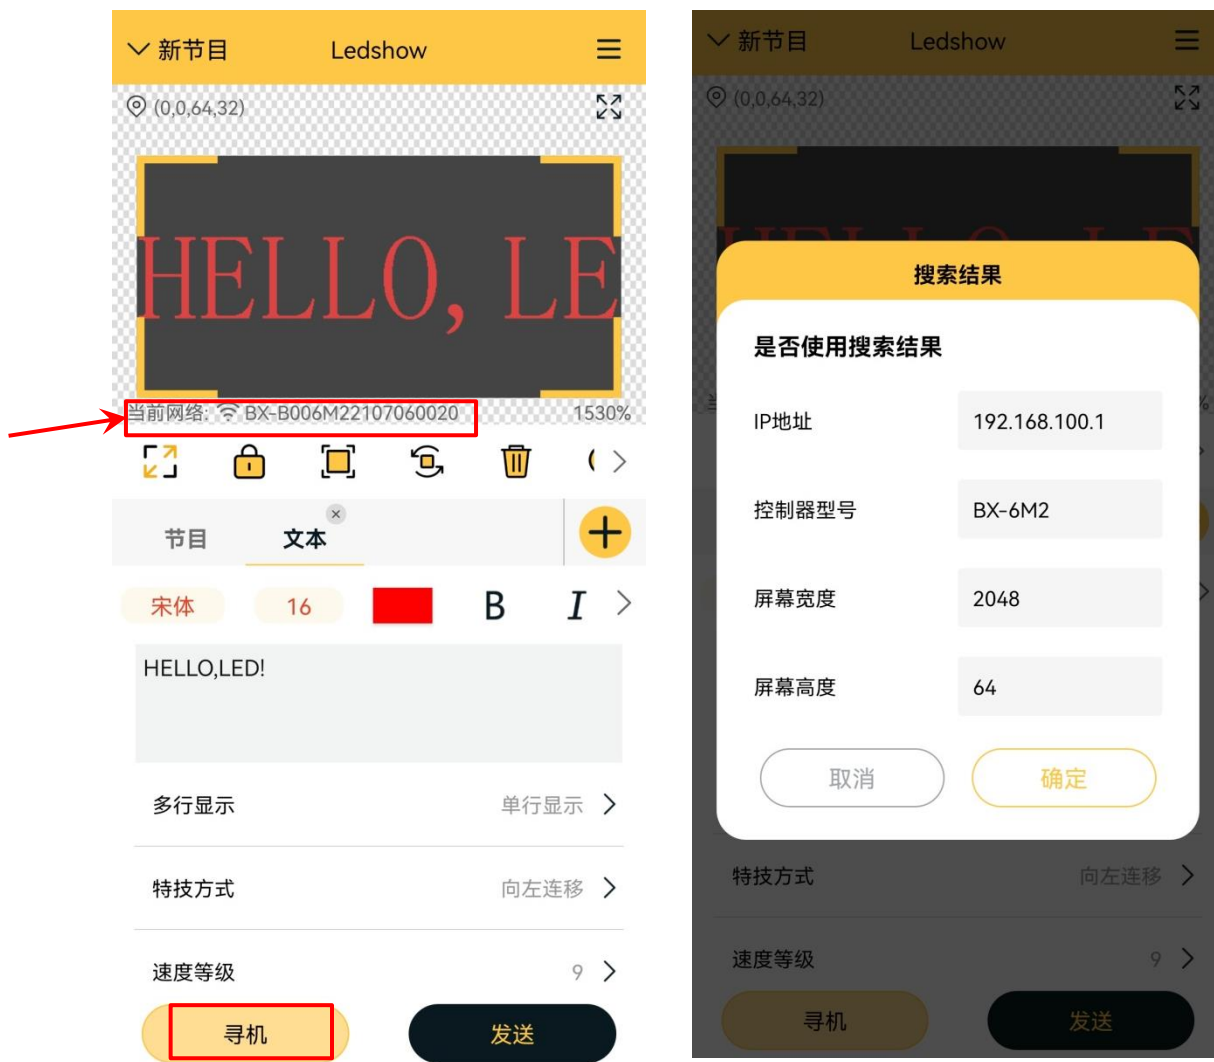 新节目 Ledshow
(0,0,64,32)
HELLO, LE
当前网络: BX-B006M22107060020 1530%
节目 文本
宋体 16 B I
HELLO,LED!
多行显示 单行显示
特技方式 向左连移
速度等级 9
寻机 发送
新节目 Ledshow
(0,0,64,32)
搜索结果
是否使用搜索结果
IP地址 192.168.100.1
控制器型号 BX-6M2
屏幕宽度 2048
屏幕高度 64
取消 确定
特技方式 向左连移
速度等级 9
寻机 发送